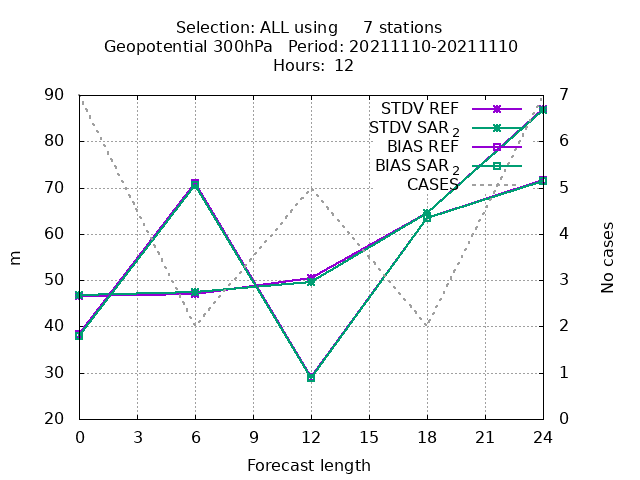 Selection: ALL using 7 stations
Geopotential 300hPa Period: 20211110-20211110
Hours: 12
90
80
70
60
50
40
30
20
m
7
6
5
4
3
2
1
0
No cases
STDV REF
STDV SAR2
BIAS REF
BIAS SAR2
CASES
0 3 6 9 12 15 18 21 24
Forecast length